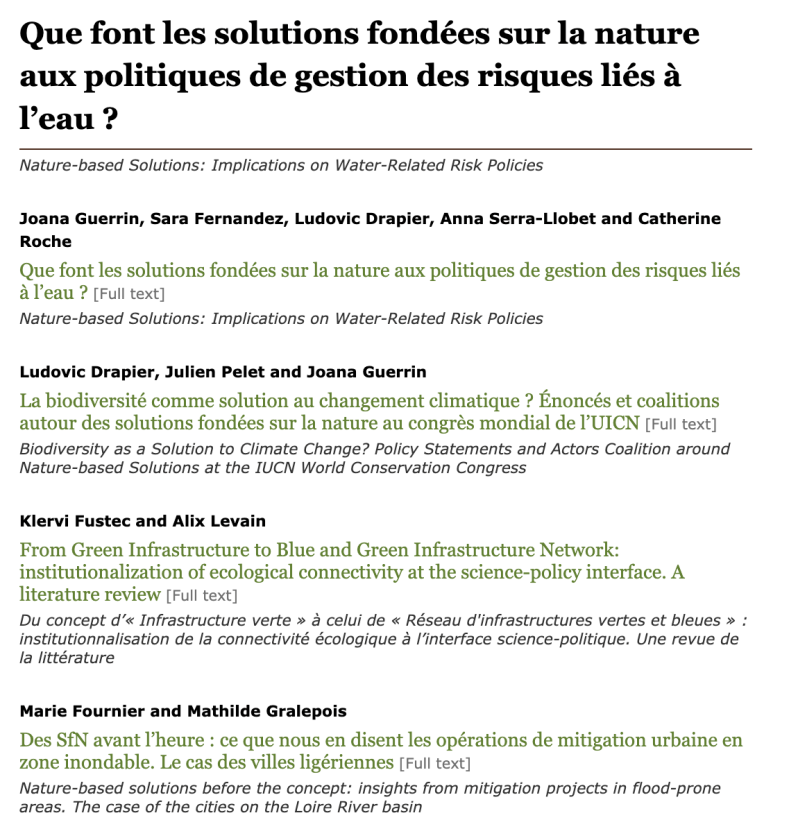 Que font les solutions fondées sur la nature
aux politiques de gestion des risques liés à
l’eau ?
Nature-based Solutions: Implications on Water-Related Risk Policies
Joana Guerrin, Sara Fernandez, Ludovic Drapier, Anna Serra-Llobet and Catherine
Roche
Que font les solutions fondées sur la nature aux politiques de gestion des risques liés
à l’eau ? [Full text]
Nature-based Solutions: Implications on Water-Related Risk Policies
Ludovic Drapier, Julien Pelet and Joana Guerrin
La biodiversité comme solution au changement climatique ? Énoncés et coalitions
autour des solutions fondées sur la nature au congrès mondial de l’UICN [Full text]
Biodiversity as a Solution to Climate Change? Policy Statements and Actors Coalition around
Nature-based Solutions at the IUCN World Conservation Congress
Klervi Fustec and Alix Levain
From Green Infrastructure to Blue and Green Infrastructure Network:
institutionalization of ecological connectivity at the science-policy interface. A
literature review [Full text]
Du concept d’« Infrastructure verte » à celui de « Réseau d'infrastructures vertes et bleues » :
institutionnalisation de la connectivité écologique à l’interface science-politique. Une revue de
la littérature
Marie Fournier and Mathilde Gralepois
Des SfN avant l’heure : ce que nous en disent les opérations de mitigation urbaine en
zone inondable. Le cas des villes ligériennes [Full text]
Nature-based solutions before the concept: insights from mitigation projects in flood-prone
areas. The case of the cities on the Loire River basin